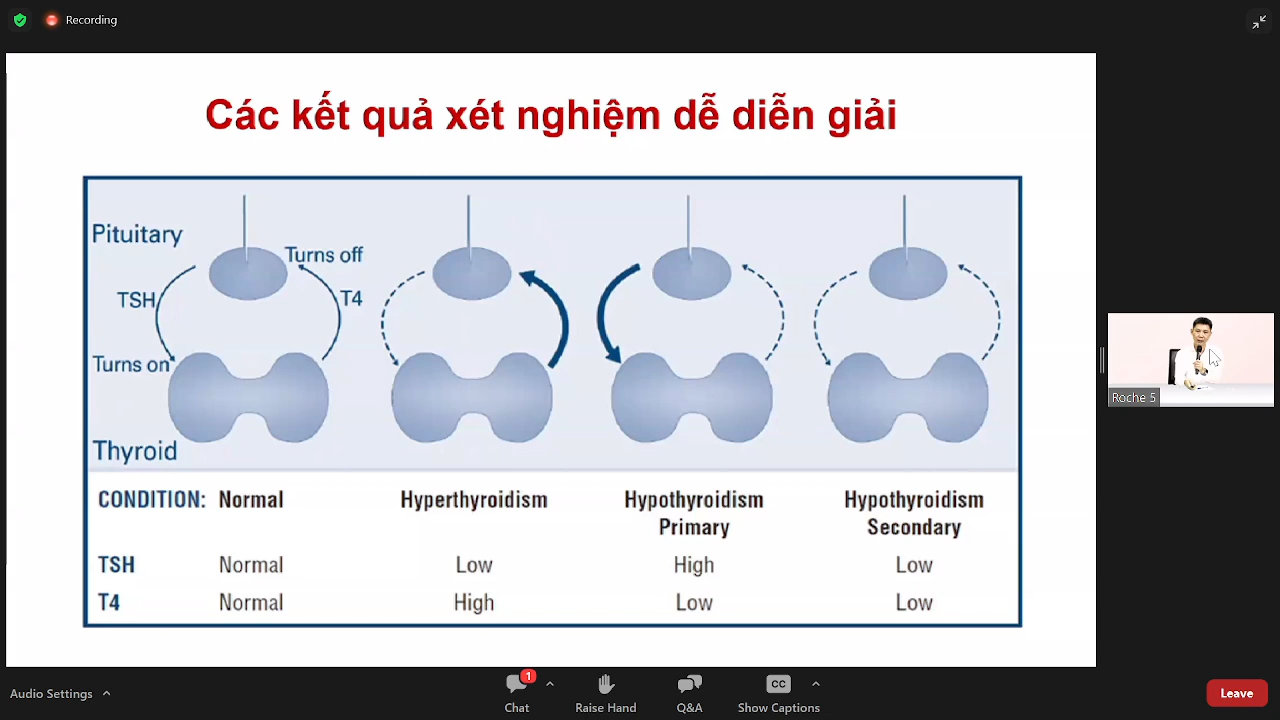 Recording
Các kết quả xét nghiệm dễ diễn giải
Pituitary
Turns off
TSH
T4
Turns on
Thyroid
CONDITION: Normal Hyperthyroidism Hypothyroidism Primary Hypothyroidism Secondary
TSH Normal Low High Low
T4 Normal High Low Low
Roche 5
Audio Settings
1
Chat
Raise Hand
Q&A
CC
Show Captions
Leave